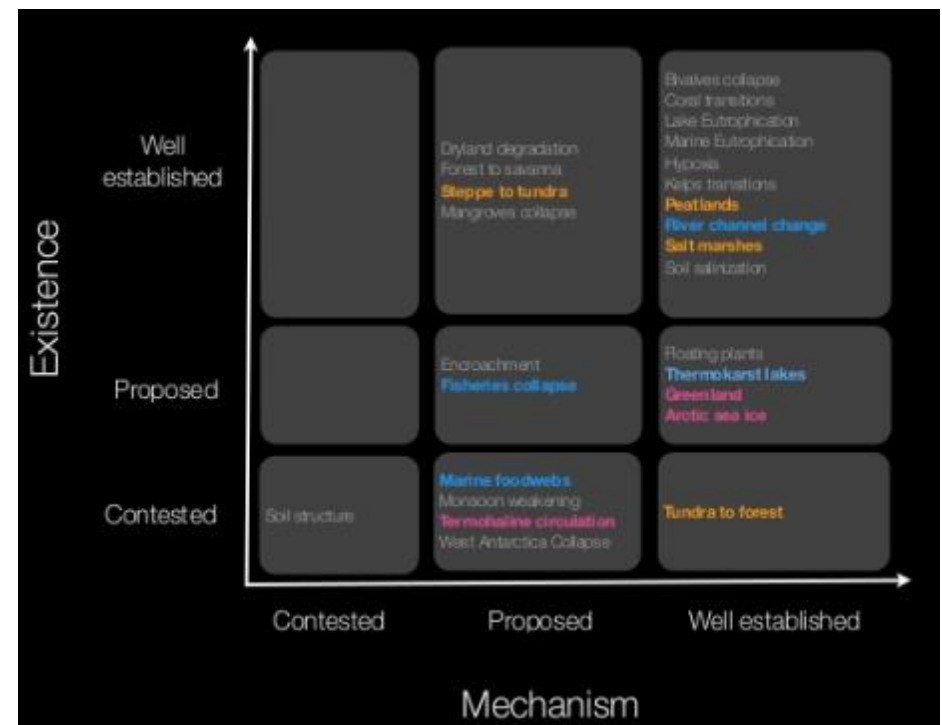 Well
established
Existence
Proposed
Contested
Dryland degradation
Forest to savanna
Steppe to tundra
Mangroves collapse
Bivalves collapse
Coral transitions
Lake Eutrophication
Marine Eutrophication
Hypoxia
Kelps transitions
Peatlands
River channel change
Salt marshes
Soil salinization
Encroachment
Fisheries collapse
Floating plants
Thermokarst lakes
Greenland
Arctic sea ice
Soil structure
Marine foodwebs
Monsoon weakening
Termohaline circulation
West Antarctica Collapse
Tundra to forest
Contested
Proposed
Well established
Mechanism